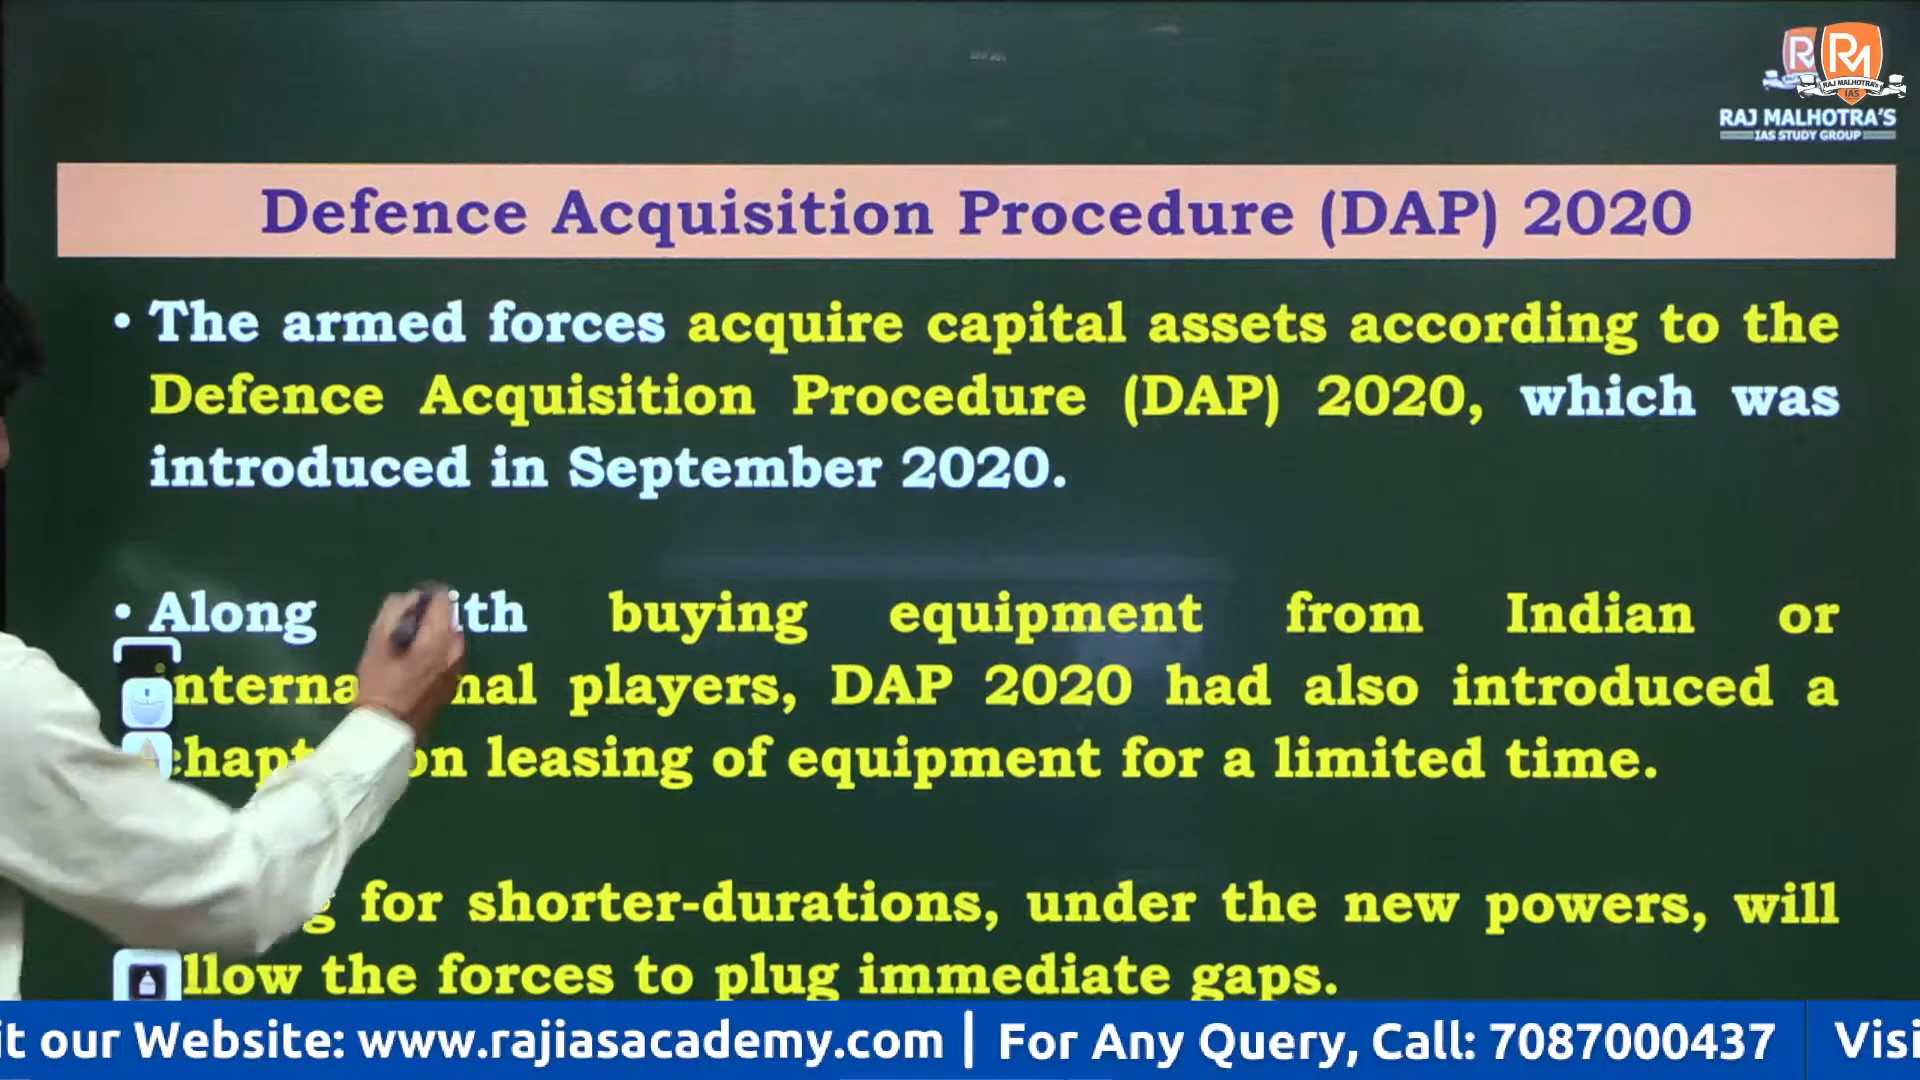 RAJ MALHOTRA'S
IAS
RAJ MALHOTRA'S
IAS STUDY GROUP
Defence Acquisition Procedure (DAP) 2020
• The armed forces acquire capital assets according to the
Defence Acquisition Procedure (DAP) 2020, which was
introduced in September 2020.
• Along buying equipment from Indian or
players, DAP 2020 had also introduced a
on leasing of equipment for a limited time.
for shorter-durations, under the new powers, will
the forces to plug immediate gaps.
it our Website: www.rajiasacademy.com | For Any Query, Call: 7087000437 Visi